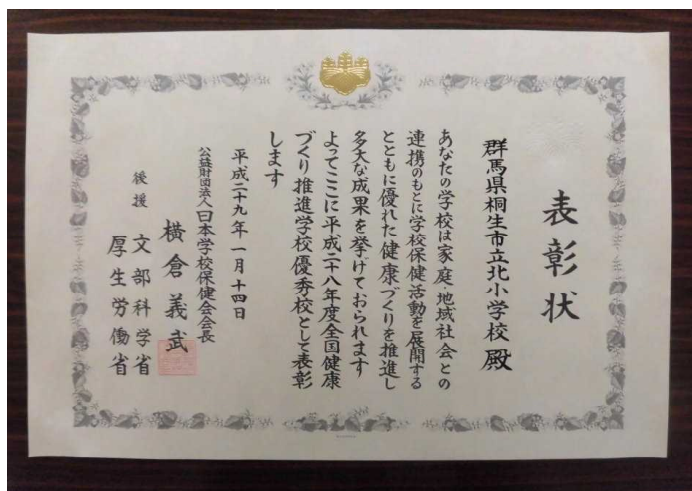 表彰状
群馬県桐生市立北小学校殿
あなたの学校は家庭・地域社会との
連携のもとに学校保健活動を展開する
とともに優れた健康づくりを推進し
多大な成果を挙げておられます
よってここに平成二十八年度全国健康
づくり推進学校優秀校として表彰
します
平成二十九年一月十四日
公益財団法人日本学校保健会会長
横倉義武
後援 文部科学省
厚生労働省